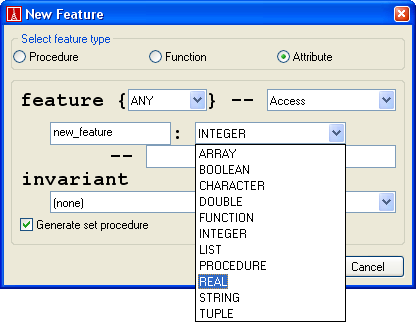 New Feature
Select feature type
Procedure Function Attribute
feature { ANY } -- Access
new_feature : INTEGER
--
ARRAY
BOOLEAN
CHARACTER
DOUBLE
FUNCTION
INTEGER
LIST
PROCEDURE
REAL
STRING
TUPLE
invariant
(none)
Generate set procedure
Cancel